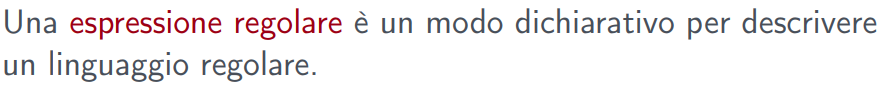 Una espressione regolare è un modo dichiarativo per descrivere
un linguaggio regolare.